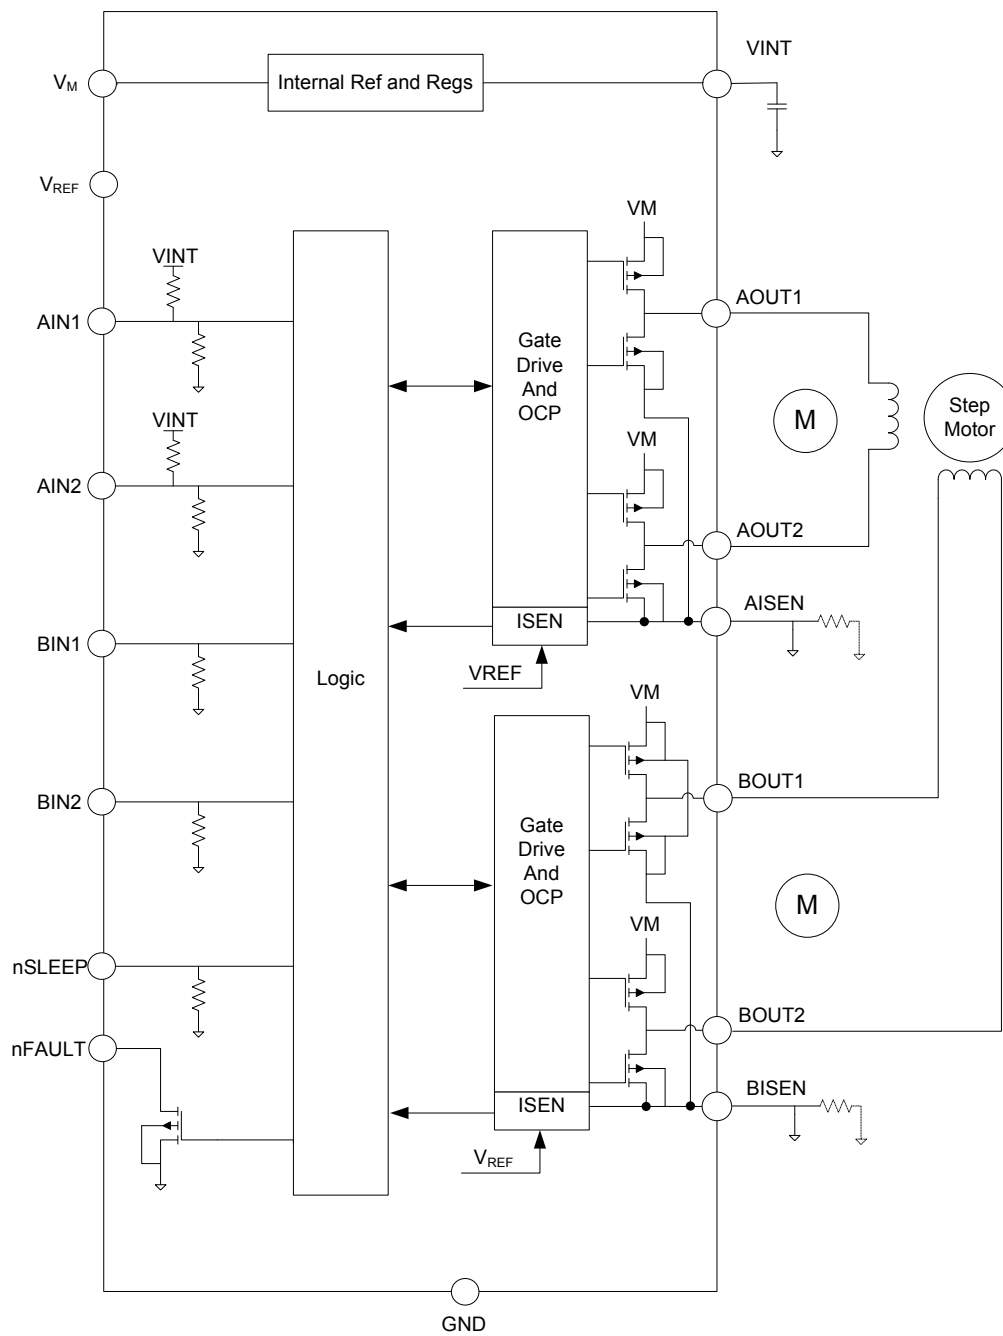 VINT
VM
Internal Ref and Regs
VREF
VM
VINT
AOUT1
AIN1
Gate
Drive
And
OCP
Step
Motor
M
VINT
VM
AIN2
AOUT2
AISEN
ISEN
BIN1
VREF
Logic
VM
BOUT1
BIN2
Gate
Drive
And
OCP
M
VM
nSLEEP
BOUT2
nFAULT
BISEN
ISEN
VREF
GND